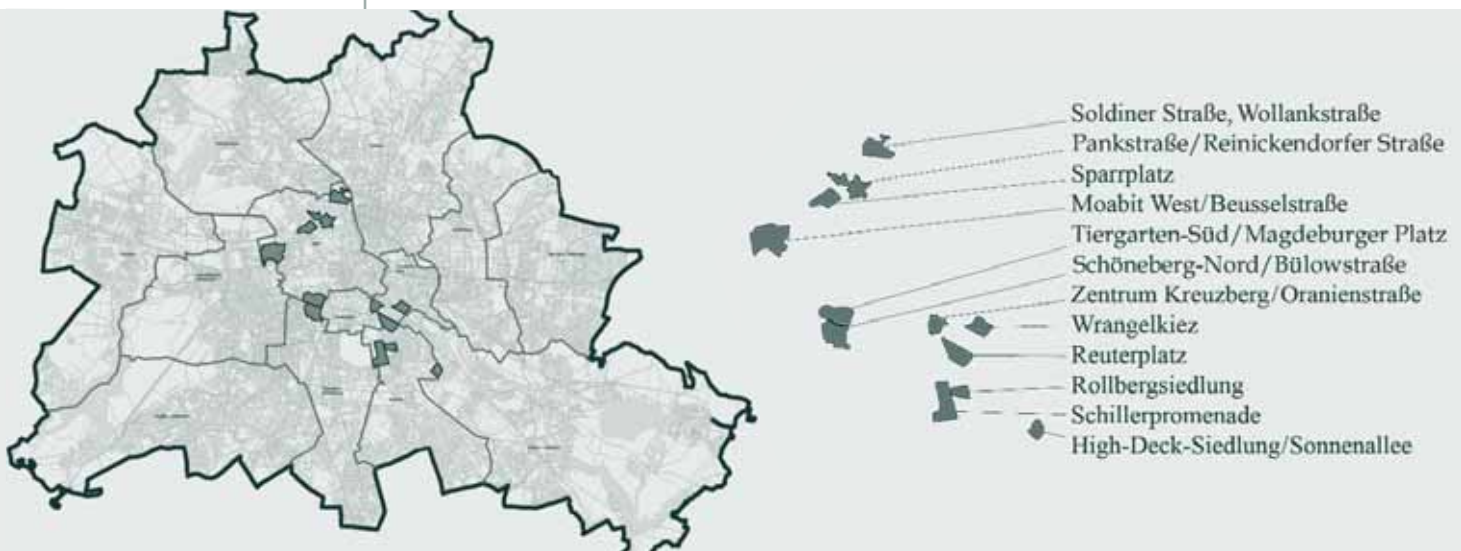 Soldiner Straße, Wollankstraße
Pankstraße/Reinickendorfer Straße
Sparrplatz
Moabit West/Beusselstraße
Tiergarten-Süd/Magdeburger Platz
Schöneberg-Nord/Bülowstraße
Zentrum Kreuzberg/Oranienstraße
Wrangelkiez
Reuterplatz
Rollbergsiedlung
Schillerpromenade
High-Deck-Siedlung/Sonnenallee